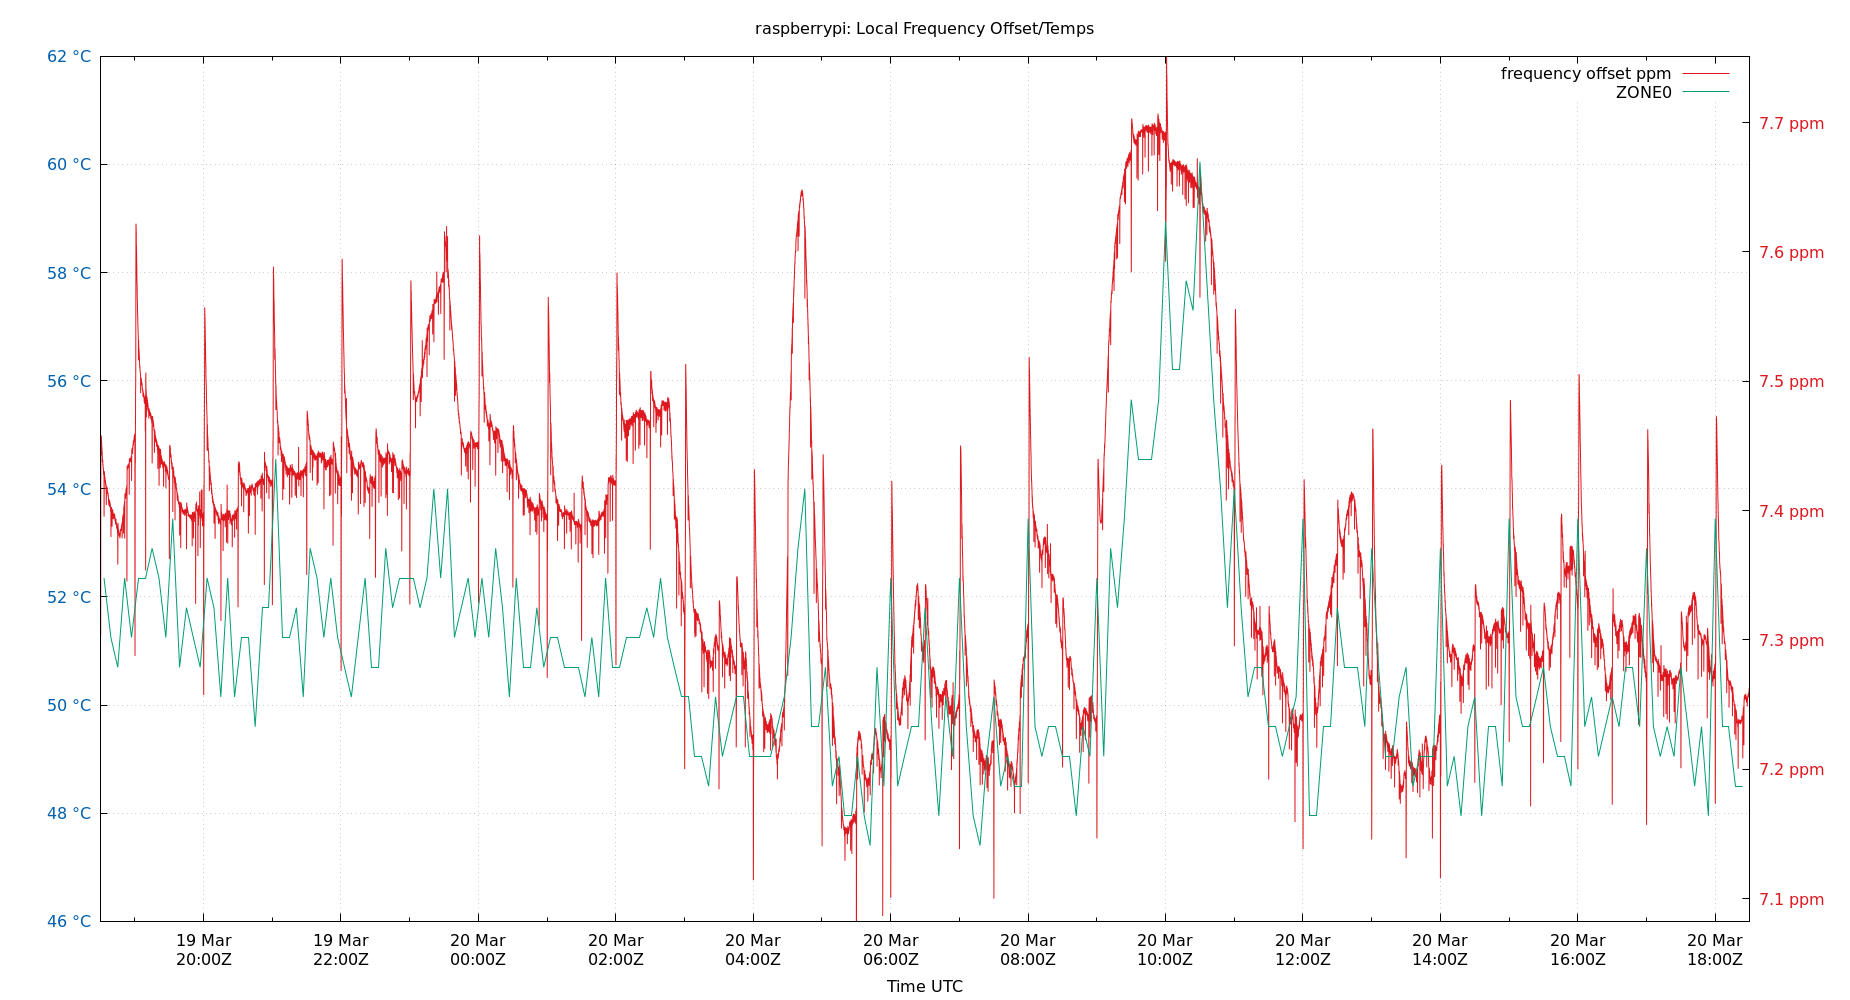 raspberrypi: Local Frequency Offset/Temps
62 °C
60 °C
58 °C
56 °C
54 °C
52 °C
50 °C
48 °C
46 °C
frequency offset ppm
ZONE0
7.7 ppm
7.6 ppm
7.5 ppm
7.4 ppm
7.3 ppm
7.2 ppm
7.1 ppm
19 Mar
20:00Z
19 Mar
22:00Z
20 Mar
00:00Z
20 Mar
02:00Z
20 Mar
04:00Z
20 Mar
06:00Z
20 Mar
08:00Z
20 Mar
10:00Z
20 Mar
12:00Z
20 Mar
14:00Z
20 Mar
16:00Z
20 Mar
18:00Z
Time UTC